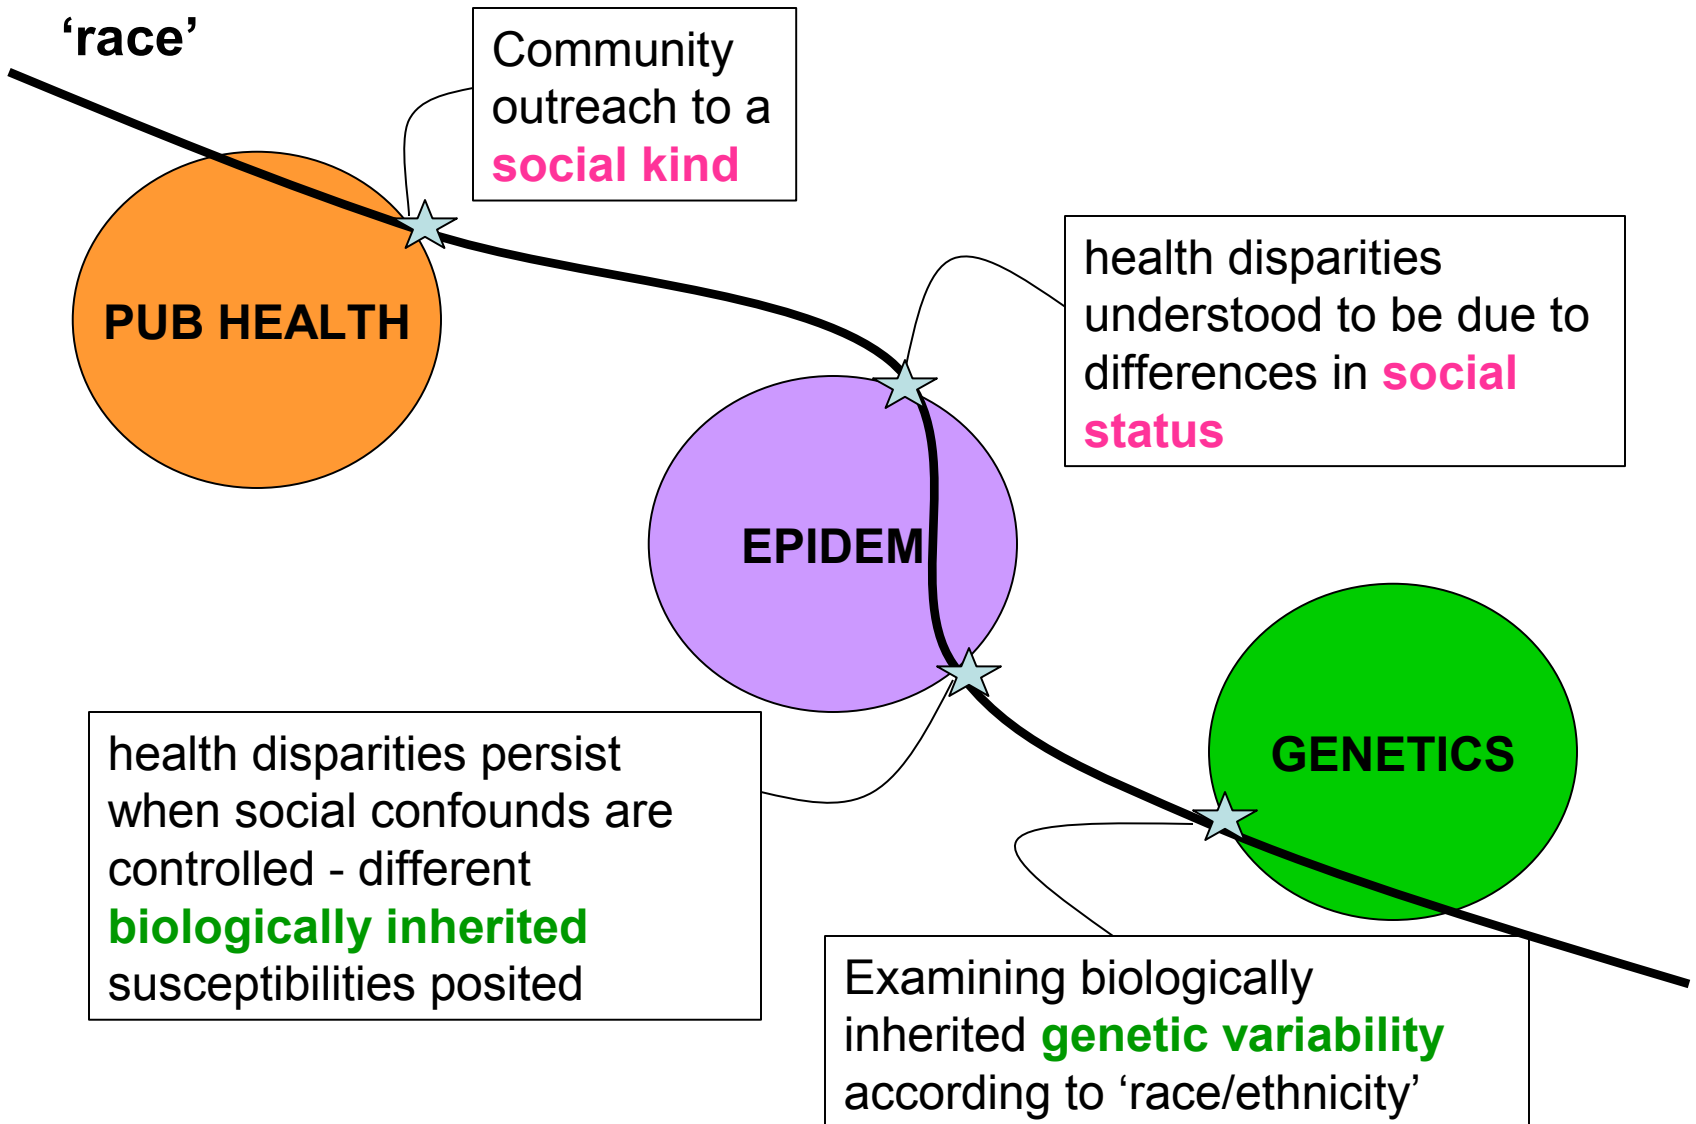 ‘race’
Community
outreach to a
social kind
PUB HEALTH
health disparities
understood to be due to
differences in social
status
EPIDEM
GENETICS
health disparities persist
when social confounds are
controlled - different
biologically inherited
susceptibilities posited
Examining biologically
inherited genetic variability
according to ‘race/ethnicity’